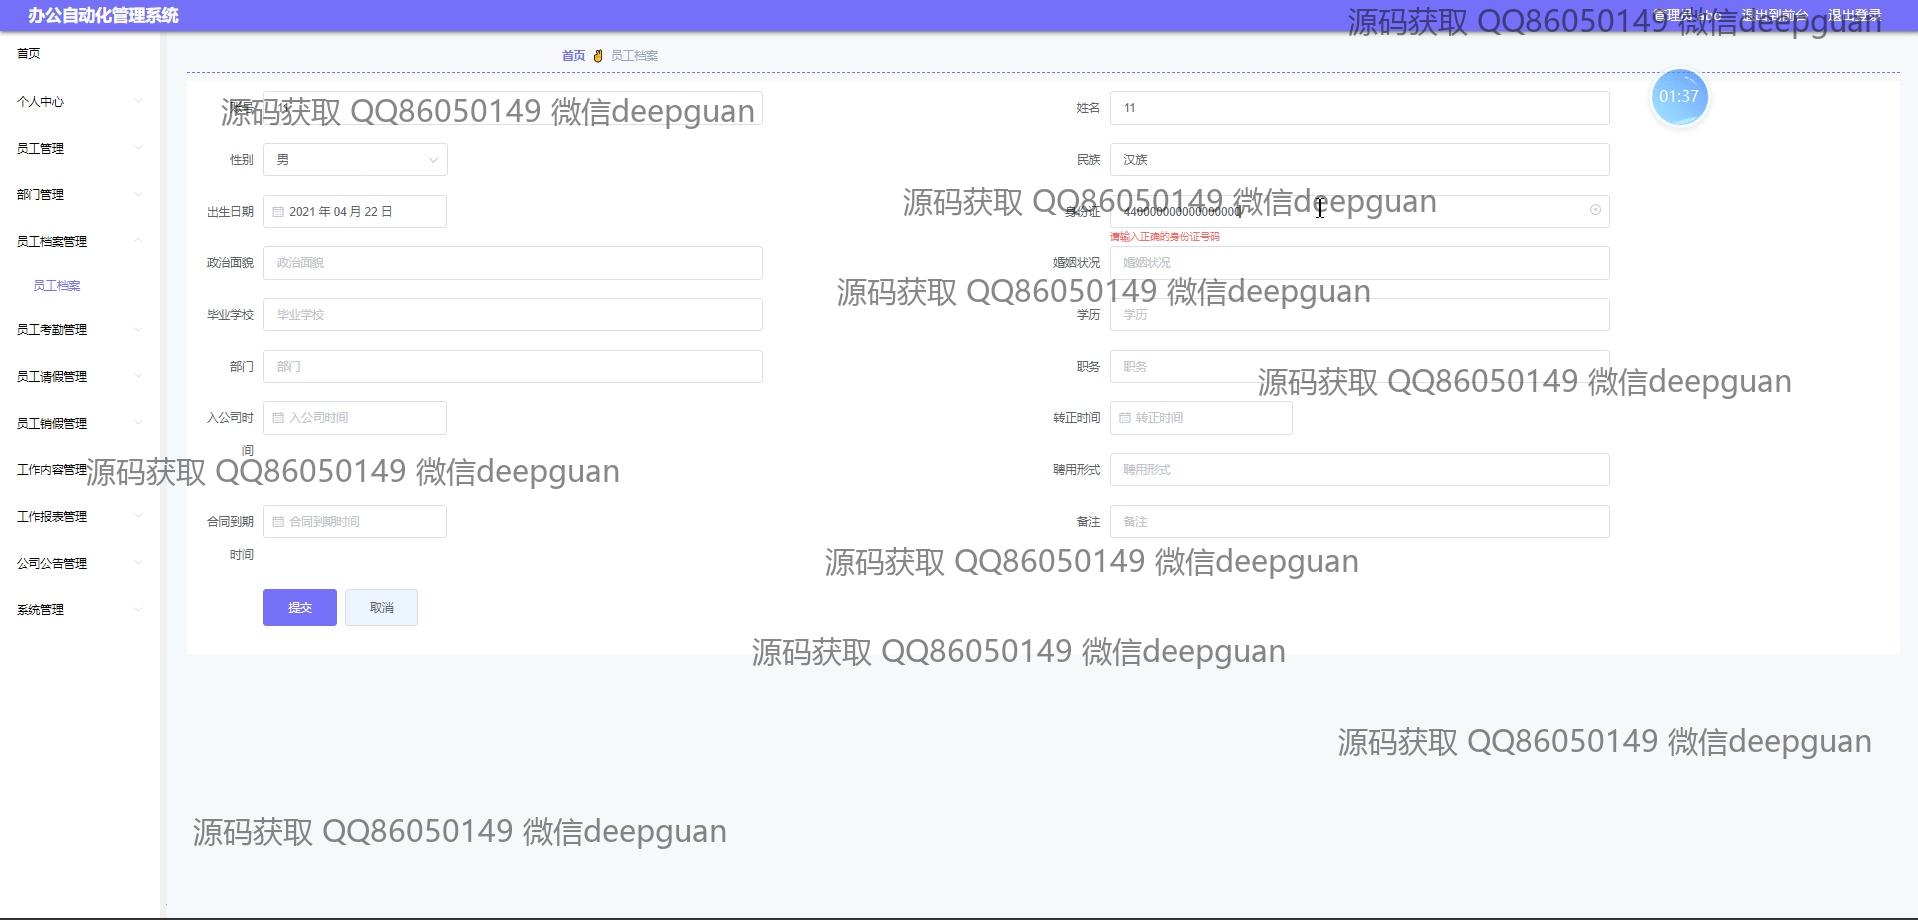 办公自动化管理系统
管理员 abc 退出到前台 退出登录
源码获取 QQ86050149 微信deepguan
首页
首页 员工档案
个人中心
员工管理
部门管理
员工档案管理
员工档案
员工考勤管理
员工请假管理
员工销假管理
工作内容管理
工作报表管理
公司公告管理
系统管理
01:37
源码获取 QQ86050149 微信deepguan
姓名 11
性别 男
民族 汉族
源码获取 QQ86050149 微信deepguan
出生日期 2021 年 04 月 22 日
身份证
请输入正确的身份证号码
政治面貌 政治面貌
婚姻状况 婚姻状况
源码获取 QQ86050149 微信deepguan
毕业学校 毕业学校
学历 学历
部门 部门
职务 职务
源码获取 QQ86050149 微信deepguan
入公司时间 入公司时间
转正时间 转正时间
源码获取 QQ86050149 微信deepguan
聘用形式 聘用形式
合同到期时间 合同到期时间
备注 备注
源码获取 QQ86050149 微信deepguan
提交 取消
源码获取 QQ86050149 微信deepguan
源码获取 QQ86050149 微信deepguan
源码获取 QQ86050149 微信deepguan